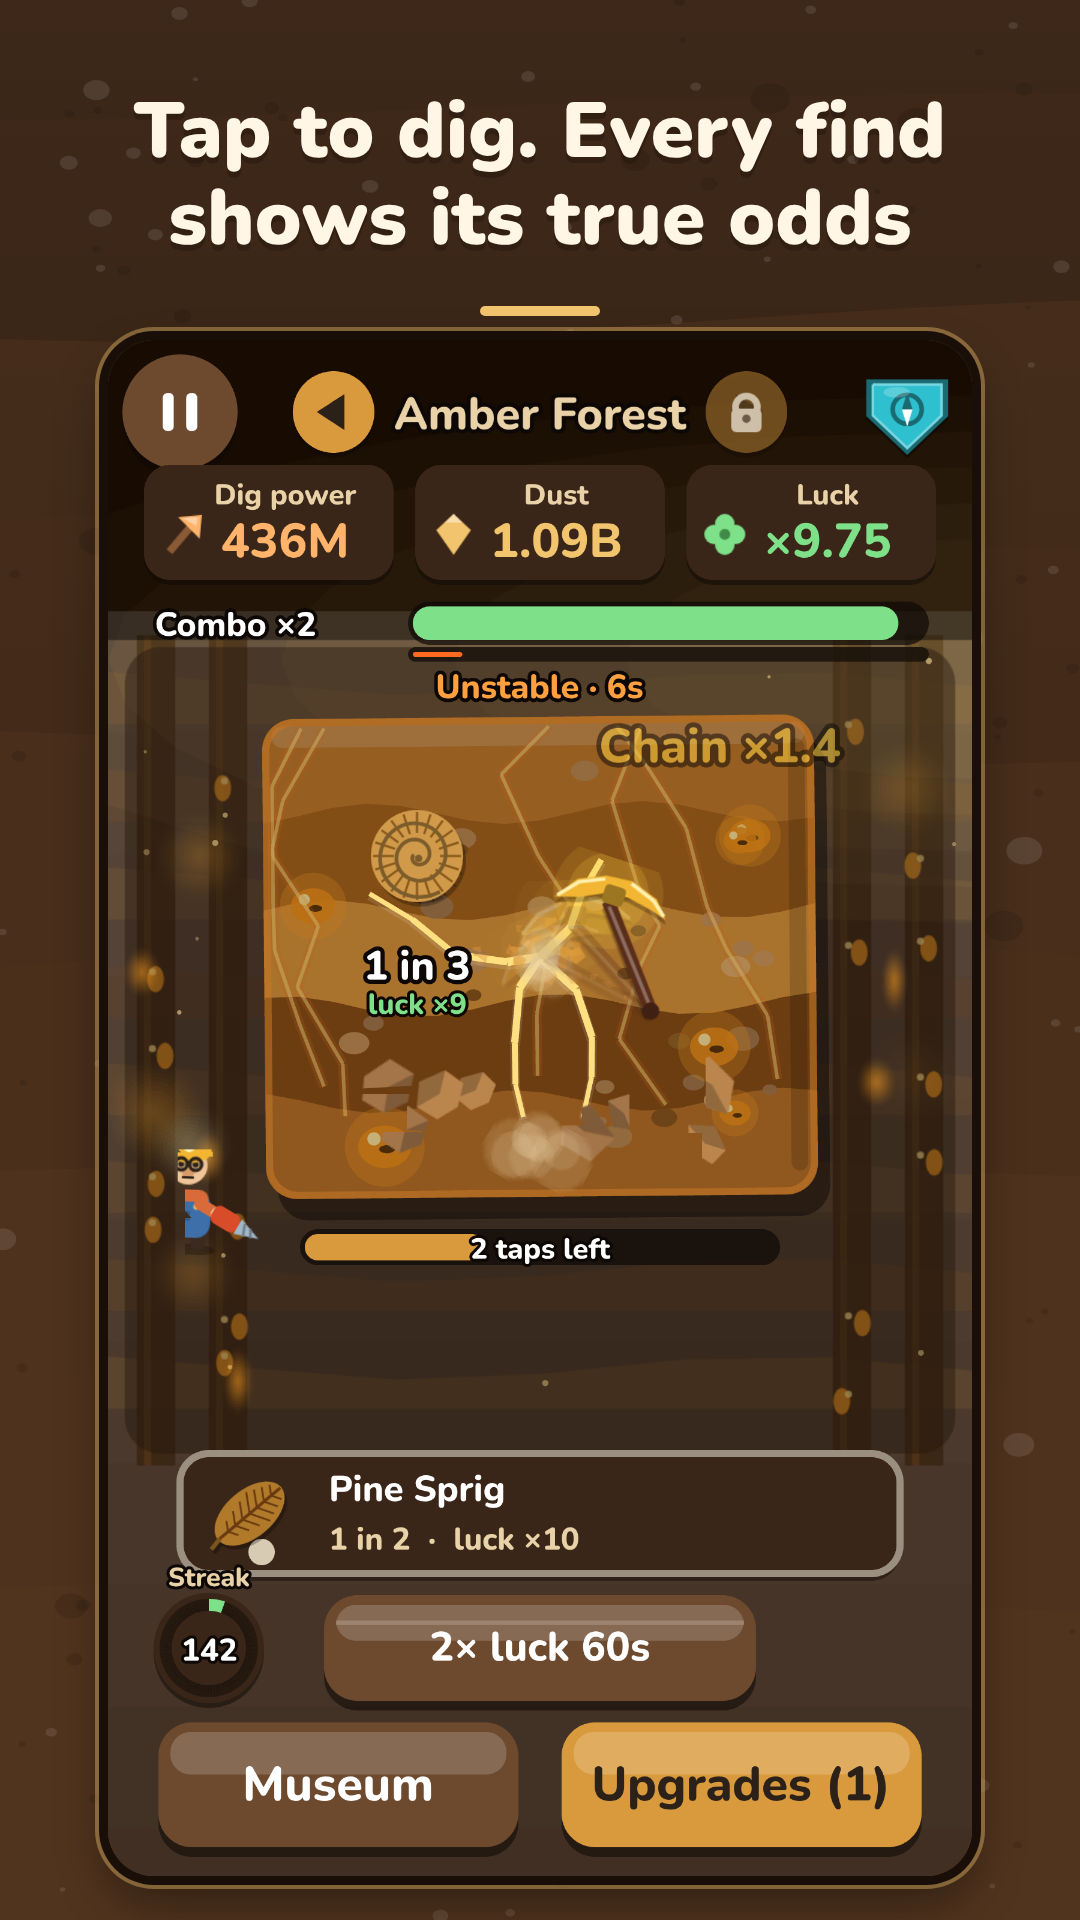 Tap to dig. Every find
shows its true odds
Amber Forest
Dig power
436M
Dust
1.09B
Luck
×9.75
Combo ×2
Unstable · 6s
Chain ×1.4
1 in 3
luck ×9
2 taps left
Pine Sprig
1 in 2 · luck ×10
Streak
142
2× luck 60s
Museum
Upgrades (1)